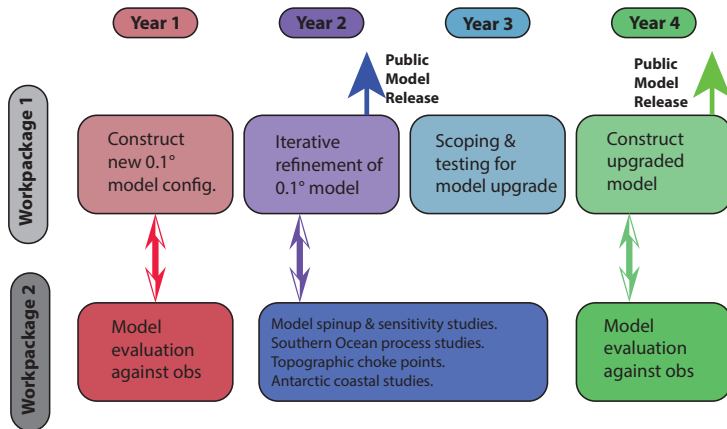 Year 1
Year 2
Year 3
Year 4
Public
Model
Release
Public
Model
Release
Workpackage 1
Construct
new 0.1°
model config.
Iterative
refinement of
0.1° model
Scoping &
testing for
model upgrade
Construct
upgraded
model
Workpackage 2
Model
evaluation
against obs
Model spinup & sensitivity studies.
Southern Ocean process studies.
Topographic choke points.
Antarctic coastal studies.
Model
evaluation
against obs